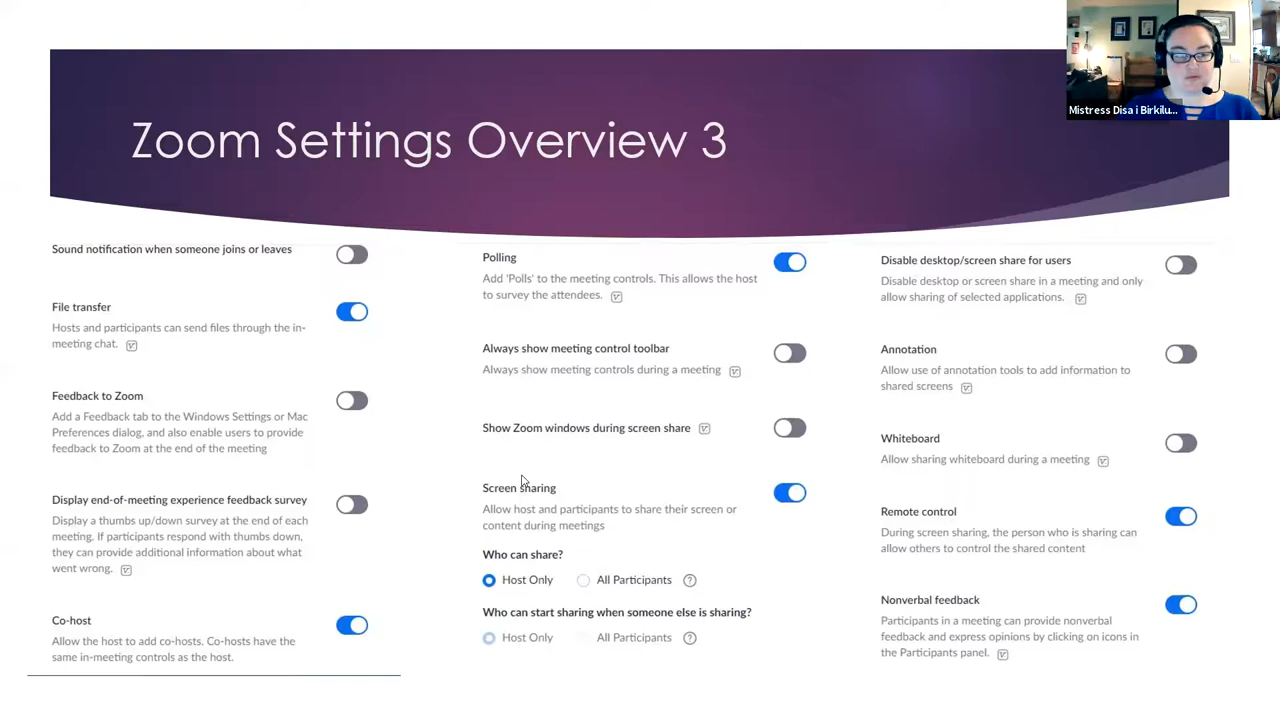 Mistress Disa i Birkilu...
Zoom Settings Overview 3
Sound notification when someone joins or leaves
File transfer
Hosts and participants can send files through the in-
meeting chat.
Feedback to Zoom
Add a Feedback tab to the Windows Settings or Mac
Preferences dialog, and also enable users to provide
feedback to Zoom at the end of the meeting
Display end-of-meeting experience feedback survey
Display a thumbs up/down survey at the end of each
meeting. If participants respond with thumbs down,
they can provide additional information about what
went wrong.
Co-host
Allow the host to add co-hosts. Co-hosts have the
same in-meeting controls as the host.
Polling
Add 'Polls' to the meeting controls. This allows the host
to survey the attendees.
Always show meeting control toolbar
Always show meeting controls during a meeting
Show Zoom windows during screen share
Screen sharing
Allow host and participants to share their screen or
content during meetings
Who can share?
Host Only All Participants ?
Who can start sharing when someone else is sharing?
Host Only All Participants ?
Disable desktop/screen share for users
Disable desktop or screen share in a meeting and only
allow sharing of selected applications.
Annotation
Allow use of annotation tools to add information to
shared screens
Whiteboard
Allow sharing whiteboard during a meeting
Remote control
During screen sharing, the person who is sharing can
allow others to control the shared content
Nonverbal feedback
Participants in a meeting can provide nonverbal
feedback and express opinions by clicking on icons in
the Participants panel.